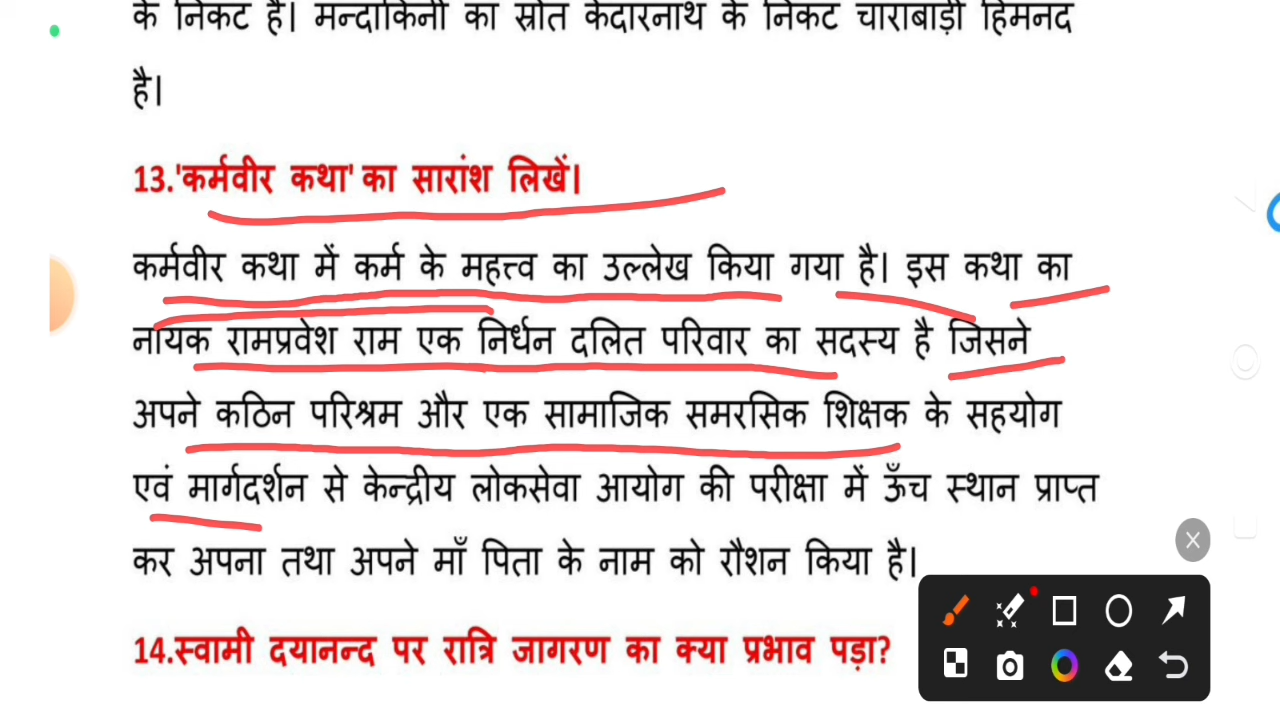 के निकट है। मन्दाकिनी का स्रोत केदारनाथ के निकट चाराबाड़ी हिमनद
है।
13.'कर्मवीर कथा' का सारांश लिखें।
कर्मवीर कथा में कर्म के महत्त्व का उल्लेख किया गया है। इस कथा का
नायक रामप्रवेश राम एक निर्धन दलित परिवार का सदस्य है जिसने
अपने कठिन परिश्रम और एक सामाजिक समरसिक शिक्षक के सहयोग
एवं मार्गदर्शन से केन्द्रीय लोकसेवा आयोग की परीक्षा में ऊँच स्थान प्राप्त
कर अपना तथा अपने माँ पिता के नाम को रौशन किया है।
14.स्वामी दयानन्द पर रात्रि जागरण का क्या प्रभाव पड़ा?